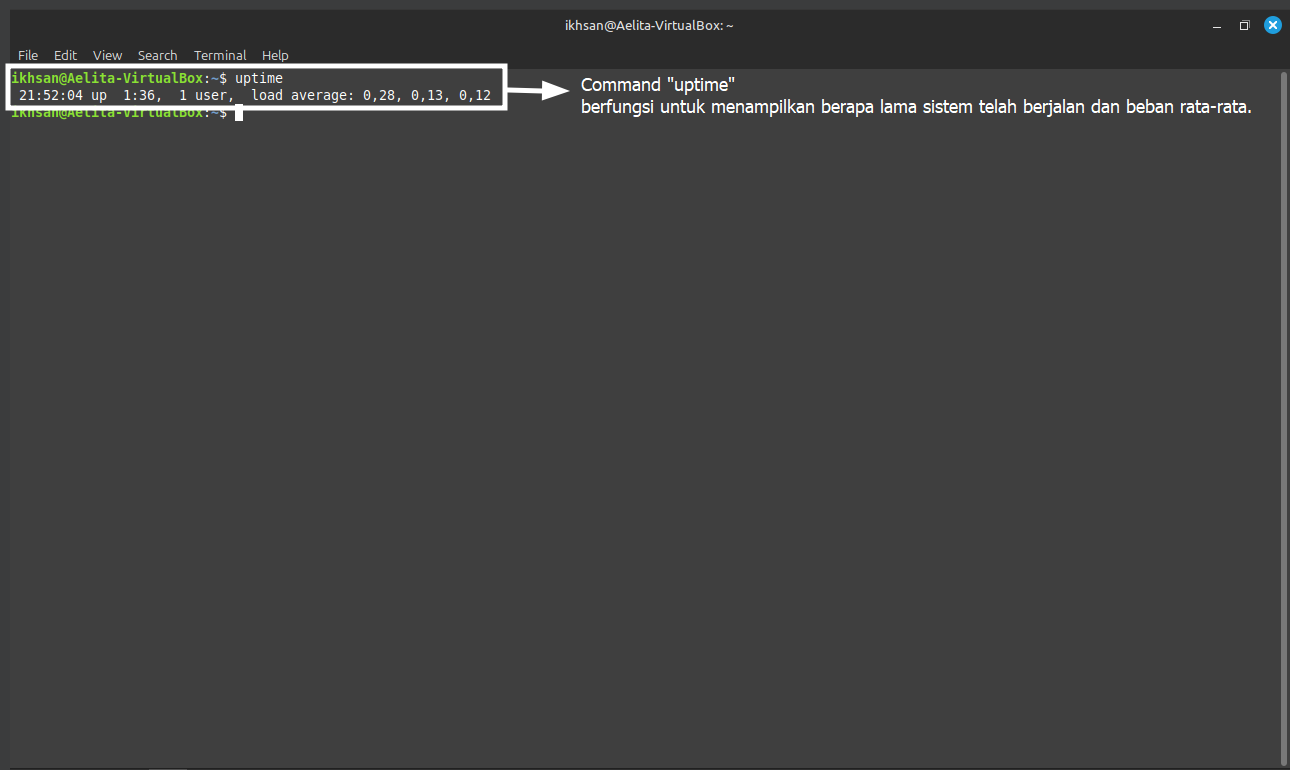 ikhsan@Aelita-VirtualBox: ~
File Edit View Search Terminal Help
ikhsan@Aelita-VirtualBox:~$ uptime
 21:52:04 up  1:36,  1 user,  load average: 0,28, 0,13, 0,12
ikhsan@Aelita-VirtualBox:~$
Command "uptime"
berfungsi untuk menampilkan berapa lama sistem telah berjalan dan beban rata-rata.